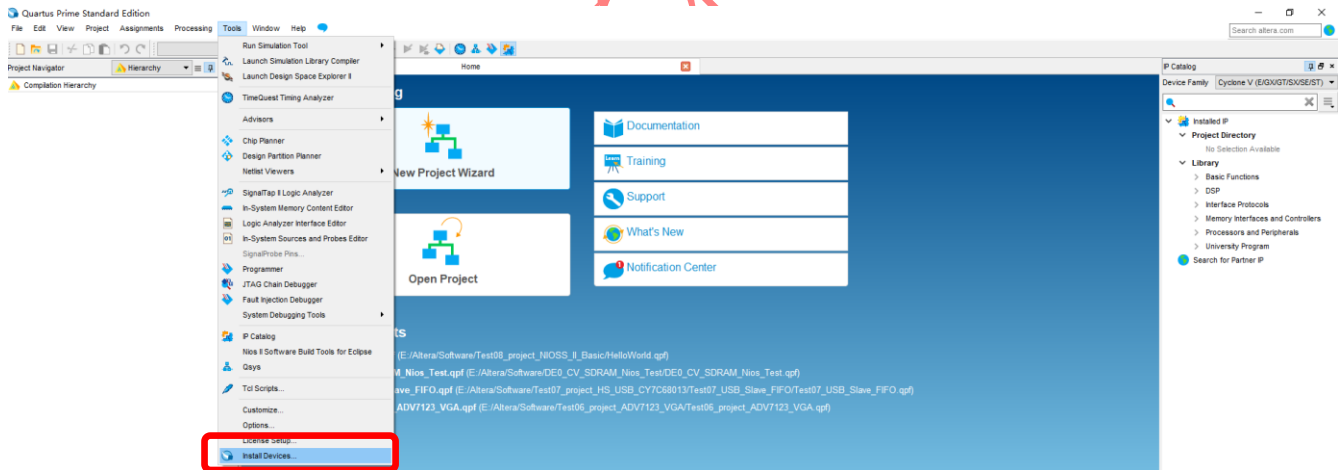 Quartus Prime Standard Edition
File Edit View Project Assignments Processing Tools Window Help
Search altera.com
Project Navigator
Hierarchy
Compilation Hierarchy
Run Simulation Tool
Launch Simulation Library Compiler
Launch Design Space Explorer II
TimeQuest Timing Analyzer
Advisors
Chip Planner
Design Partition Planner
Netlist Viewers
SignalTap II Logic Analyzer
In-System Memory Content Editor
Logic Analyzer Interface Editor
In-System Sources and Probes Editor
SignalProbe Pins...
Programmer
JTAG Chain Debugger
Fault Injection Debugger
System Debugging Tools
IP Catalog
Nios II Software Build Tools for Eclipse
Qsys
Tcl Scripts...
Customize...
Options...
License Setup...
Install Devices...
Home
g
New Project Wizard
Open Project
Documentation
Training
Support
What's New
Notification Center
ts
(E:/Altera/Software/Test08_project_NIOSS_II_Basic/HelloWorld.qpf)
M_Nios_Test.qpf (E:/Altera/Software/DE0_CV_SDRAM_Nios_Test/DE0_CV_SDRAM_Nios_Test.qpf)
ave_FIFO.qpf (E:/Altera/Software/Test07_project_HS_USB_CY7C68013/Test07_USB_Slave_FIFO/Test07_USB_Slave_FIFO.qpf)
ADV7123_VGA.qpf (E:/Altera/Software/Test06_project_ADV7123_VGA/Test06_project_ADV7123_VGA.qpf)
IP Catalog
Device Family Cyclone V (E/GX/GT/SX/SE/ST)
Installed IP
Project Directory
No Selection Available
Library
Basic Functions
DSP
Interface Protocols
Memory Interfaces and Controllers
Processors and Peripherals
University Program
Search for Partner IP